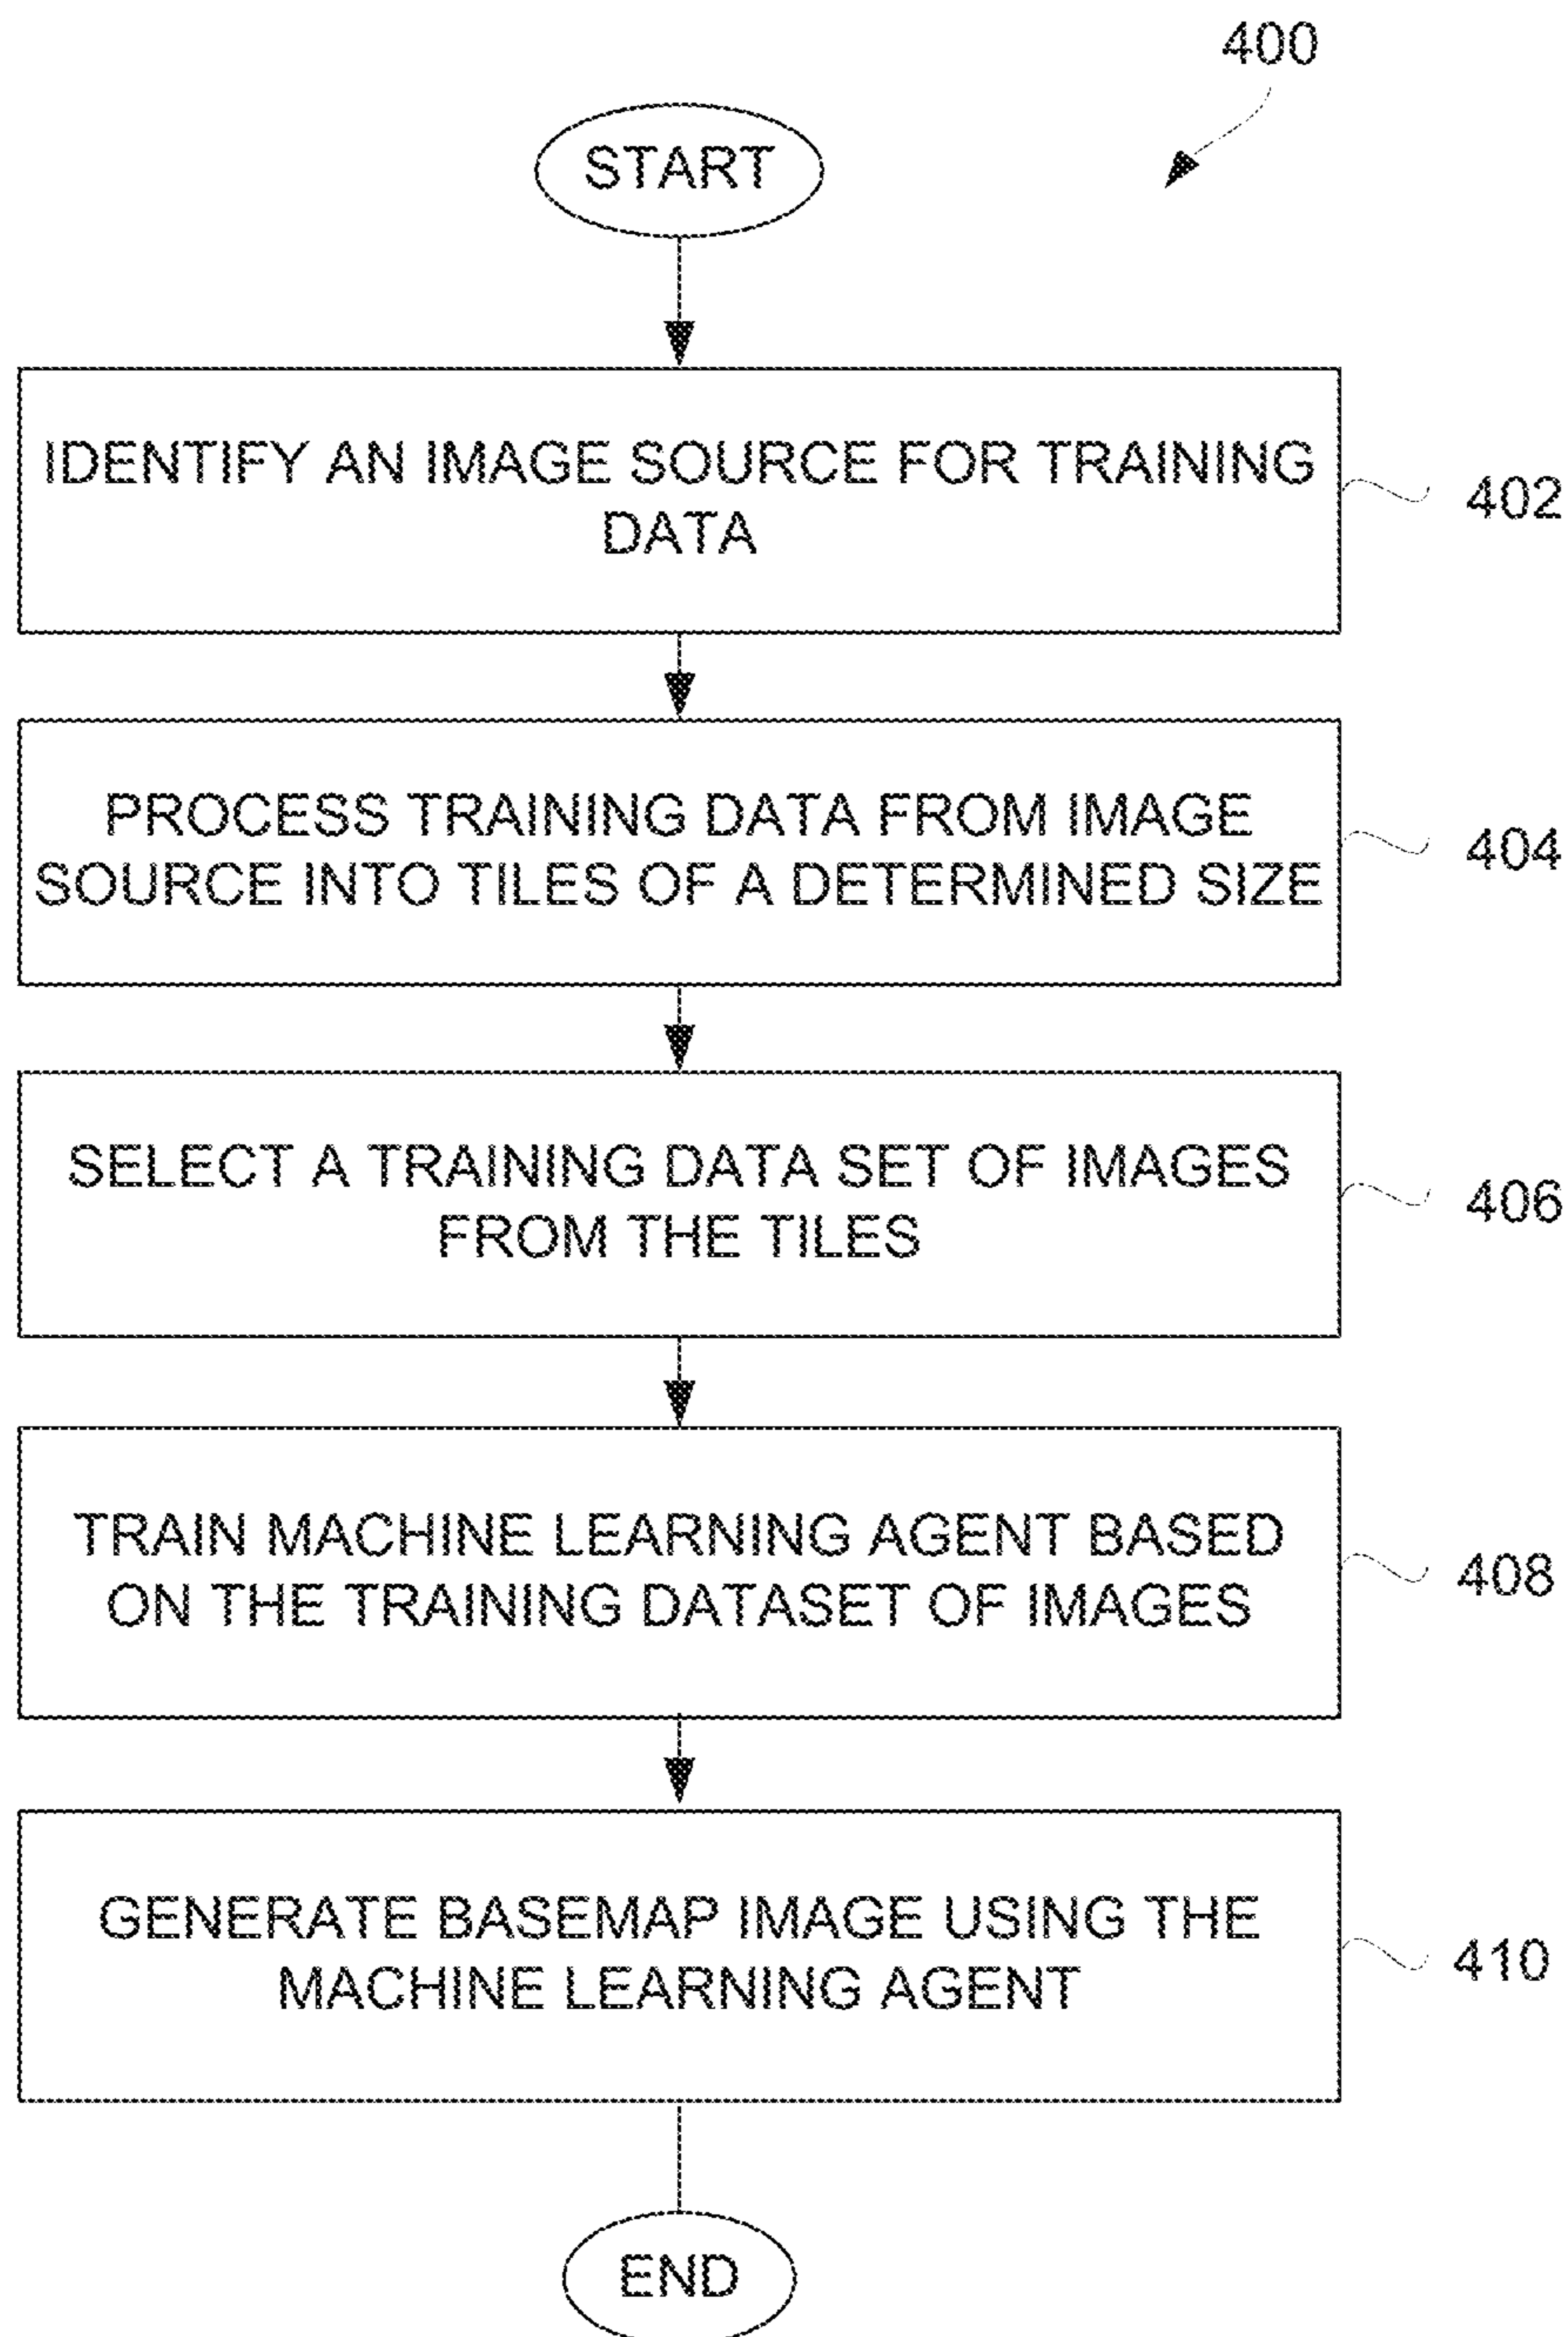 400
START
IDENTIFY AN IMAGE SOURCE FOR TRAINING
DATA
402
PROCESS TRAINING DATA FROM IMAGE
SOURCE INTO TILES OF A DETERMINED SIZE
404
SELECT A TRAINING DATA SET OF IMAGES
FROM THE TILES
406
TRAIN MACHINE LEARNING AGENT BASED
ON THE TRAINING DATASET OF IMAGES
408
GENERATE BASEMAP IMAGE USING THE
MACHINE LEARNING AGENT
410
END